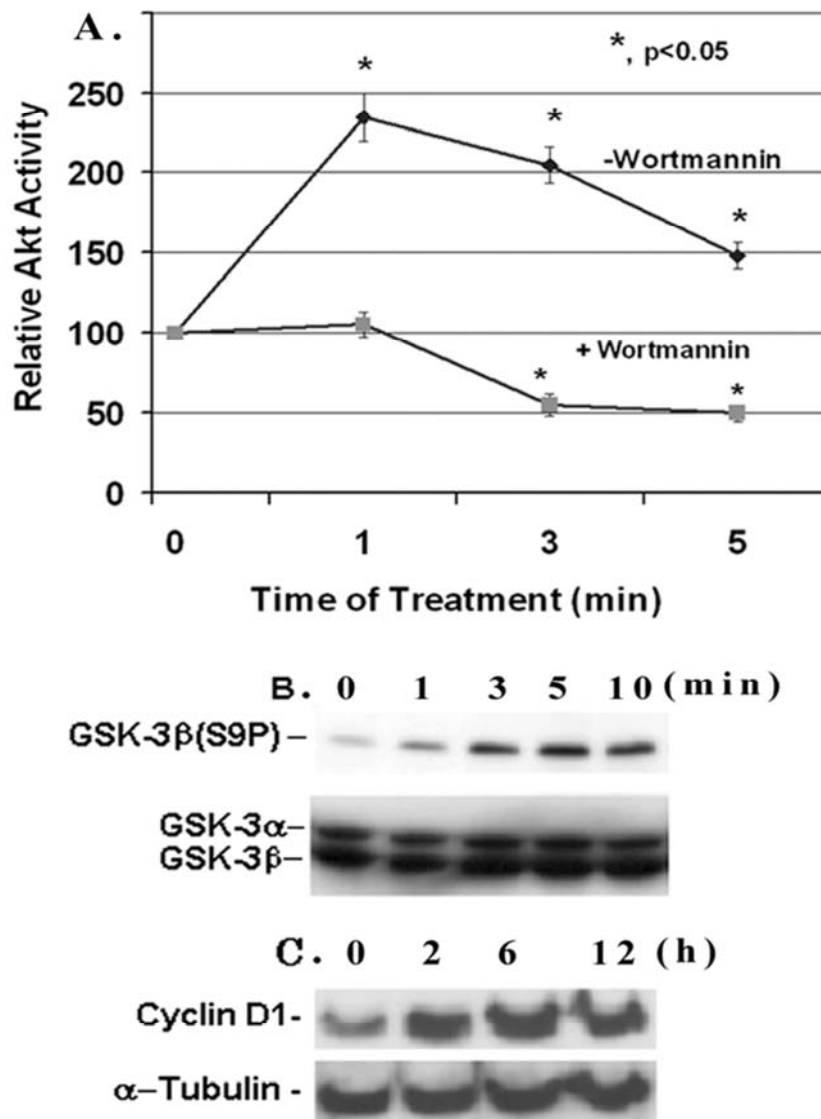 A.
*, p<0.05
*
*
*
*
*
-Wortmannin
+ Wortmannin
Relative Akt Activity
250
200
150
100
50
0
0 1 3 5
Time of Treatment (min)
B. 0 1 3 5 10 (min)
GSK-3β(S9P) –
GSK-3α–
GSK-3β–
C. 0 2 6 12 (h)
Cyclin D1-
α–Tubulin -